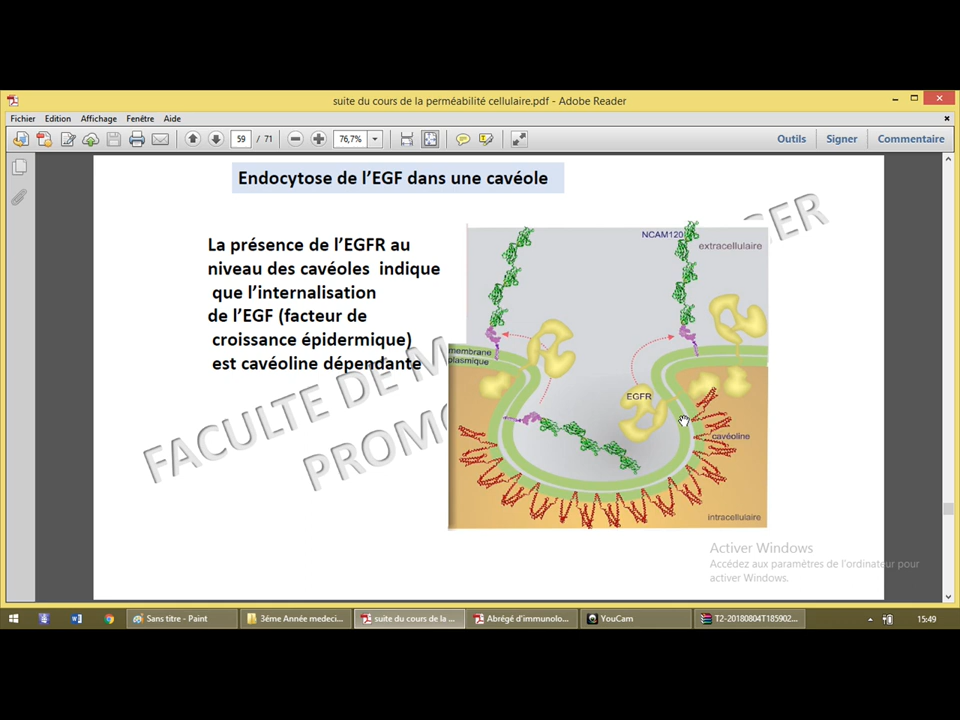 suite du cours de la perméabilité cellulaire.pdf - Adobe Reader
Fichier Edition Affichage Fenêtre Aide
59 / 71 76,7% Outils Signer Commentaire
Endocytose de l'EGF dans une cavéole
La présence de l'EGFR au
niveau des cavéoles indique
que l'internalisation
de l'EGF (facteur de
croissance épidermique)
est cavéoline dépendante
NCAM120
extracellulaire
membrane
plasmique
EGFR
cavéoline
intracellulaire
FACULTE DE
PROMO
Activer Windows
Accédez aux paramètres de l'ordinateur pour
activer Windows.
Sans titre - Paint
3éme Année medeci...
suite du cours de la ...
Abrégé d'immunolo...
YouCam
T2-20180804T185902...
15:49